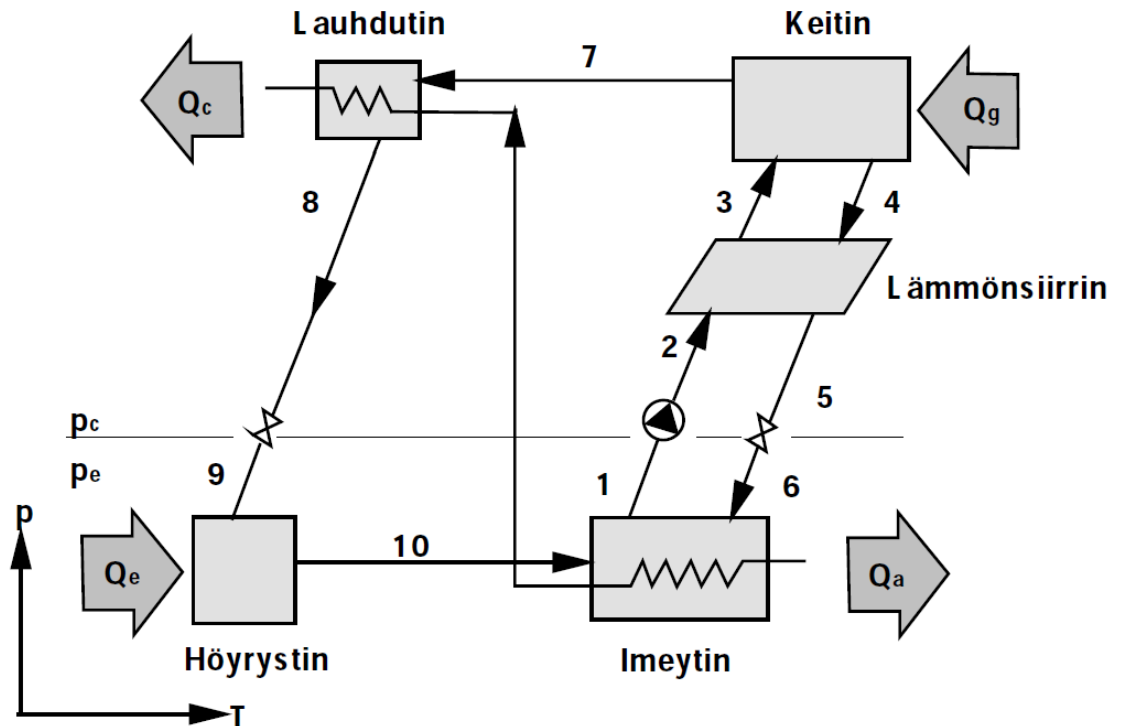 Lauhdutin
Keitin
7
Qc
Qg
8
3
4
Lämmönsiirrin
2
5
pc
pe
9
1
6
p
10
Qe
Qa
Höyrystin
Imeytin
T